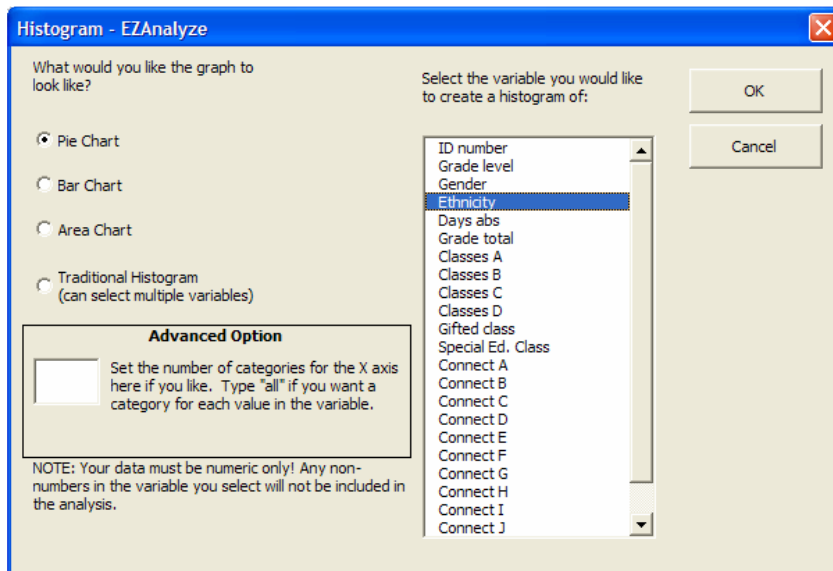 Histogram - EZAnalyze
What would you like the graph to
look like?
Pie Chart
Bar Chart
Area Chart
Traditional Histogram
(can select multiple variables)
Advanced Option
Set the number of categories for the X axis
here if you like. Type "all" if you want a
category for each value in the variable.
NOTE: Your data must be numeric only! Any non-
numbers in the variable you select will not be included in
the analysis.
Select the variable you would like
to create a histogram of:
ID number
Grade level
Gender
Ethnicity
Days abs
Grade total
Classes A
Classes B
Classes C
Classes D
Gifted class
Special Ed. Class
Connect A
Connect B
Connect C
Connect D
Connect E
Connect F
Connect G
Connect H
Connect I
Connect J
OK
Cancel